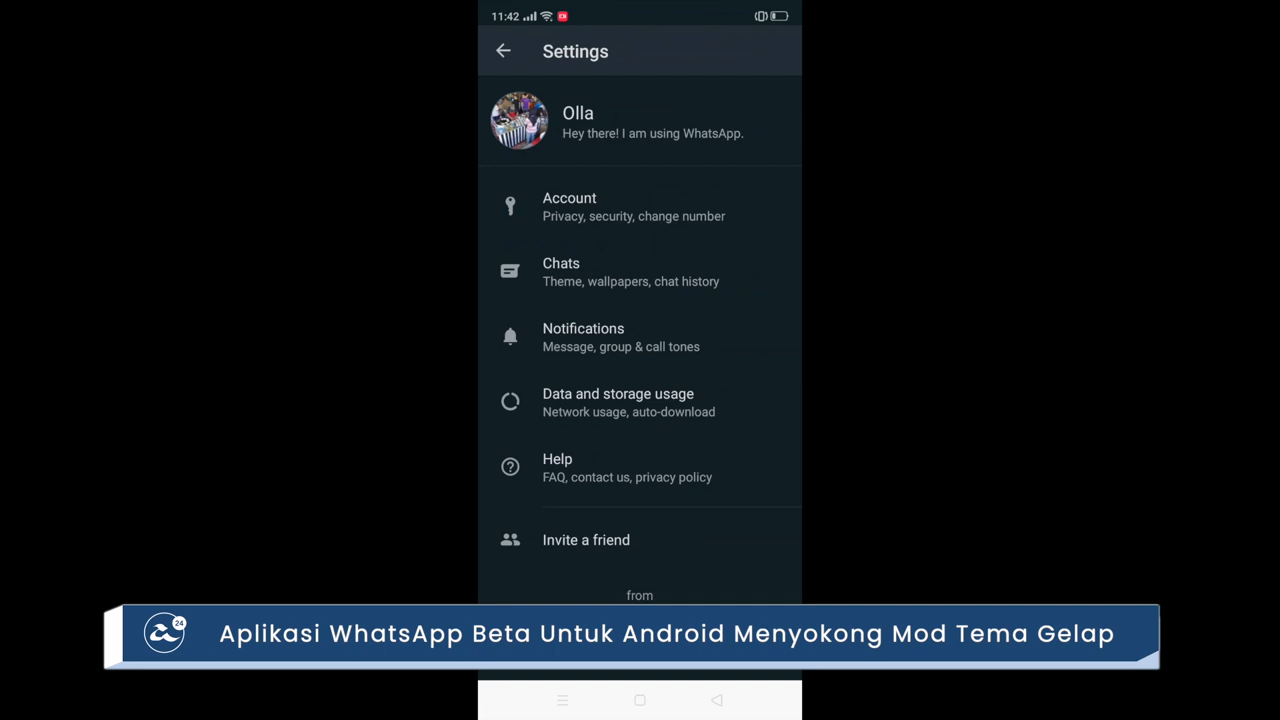 11:42
Settings
Olla
Hey there! I am using WhatsApp.
Account
Privacy, security, change number
Chats
Theme, wallpapers, chat history
Notifications
Message, group & call tones
Data and storage usage
Network usage, auto-download
Help
FAQ, contact us, privacy policy
Invite a friend
from
24
Aplikasi WhatsApp Beta Untuk Android Menyokong Mod Tema Gelap